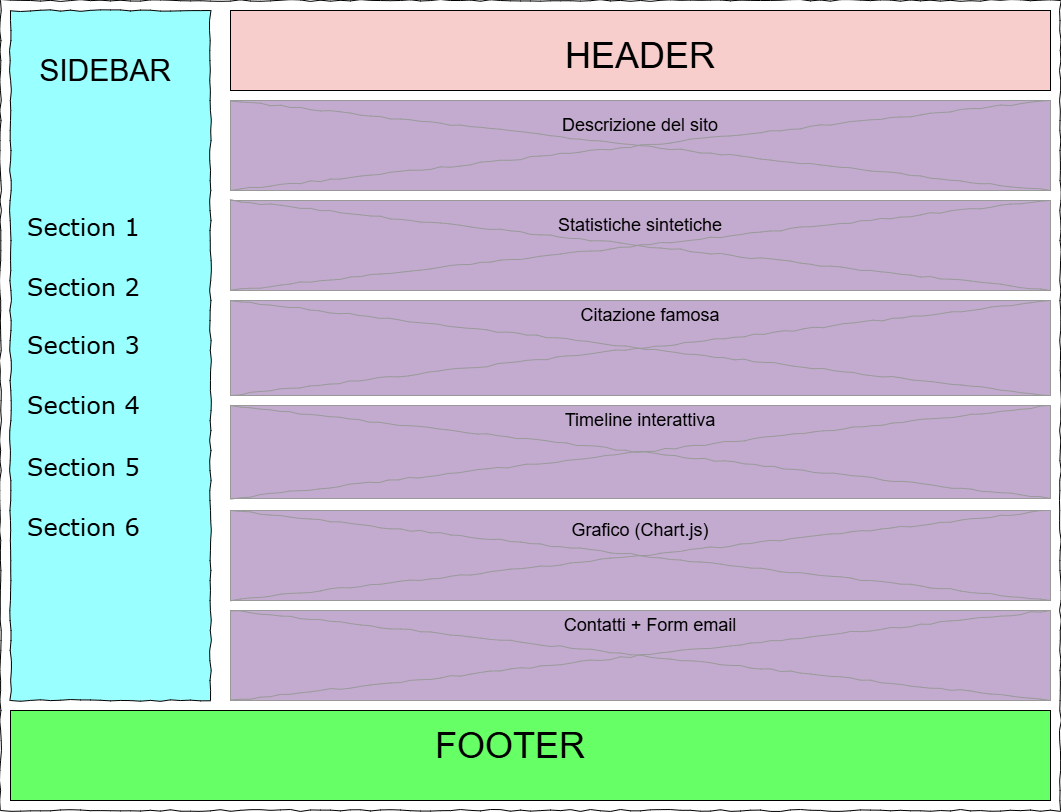 SIDEBAR
Section 1
Section 2
Section 3
Section 4
Section 5
Section 6
HEADER
Descrizione del sito
Statistiche sintetiche
Citazione famosa
Timeline interattiva
Grafico (Chart.js)
Contatti + Form email
FOOTER